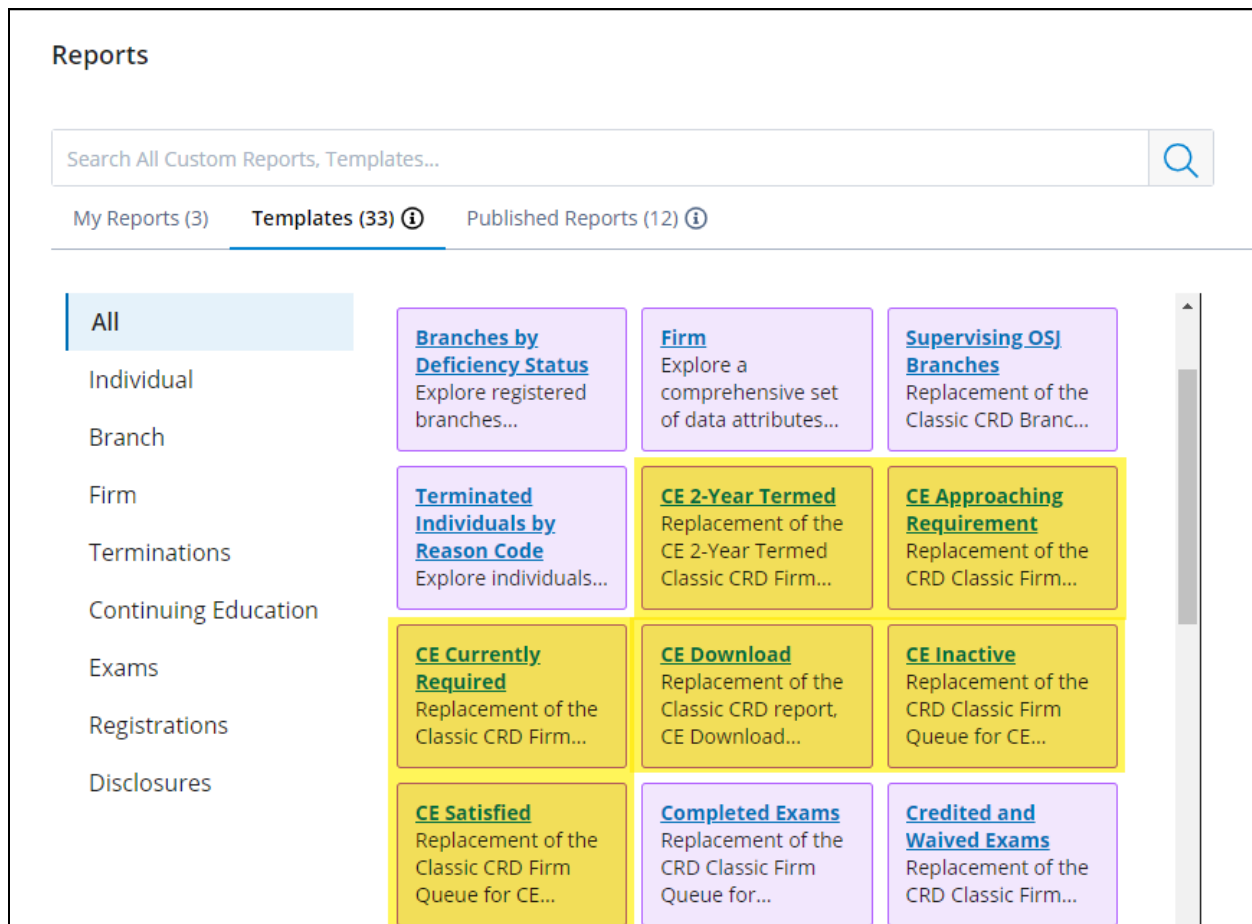 Reports
Search All Custom Reports, Templates...
My Reports (3) Templates (33) Published Reports (12)
All
Individual
Branch
Firm
Terminations
Continuing Education
Exams
Registrations
Disclosures
Branches by
Deficiency Status
Explore registered
branches...
Firm
Explore a
comprehensive set
of data attributes...
Supervising OSJ
Branches
Replacement of the
Classic CRD Branc...
Terminated
Individuals by
Reason Code
Explore individuals...
CE 2-Year Termed
Replacement of the
CE 2-Year Termed
Classic CRD Firm...
CE Approaching
Requirement
Replacement of the
CRD Classic Firm...
CE Currently
Required
Replacement of the
Classic CRD Firm...
CE Download
Replacement of the
Classic CRD report,
CE Download...
CE Inactive
Replacement of the
CRD Classic Firm
Queue for CE...
CE Satisfied
Replacement of the
Classic CRD Firm
Queue for CE...
Completed Exams
Replacement of the
CRD Classic Firm
Queue for...
Credited and
Waived Exams
Replacement of the
CRD Classic Firm...